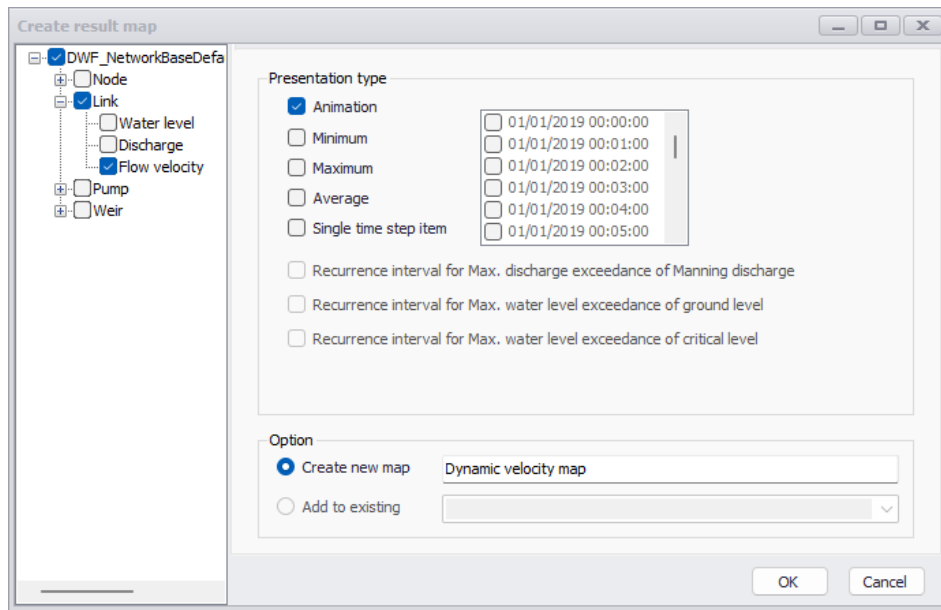 Create result map
DWF_NetworkBaseDefa
Node
Link
Water level
Discharge
Flow velocity
Pump
Weir
Presentation type
Animation
Minimum
Maximum
Average
Single time step item
01/01/2019 00:00:00
01/01/2019 00:01:00
01/01/2019 00:02:00
01/01/2019 00:03:00
01/01/2019 00:04:00
01/01/2019 00:05:00
Recurrence interval for Max. discharge exceedance of Manning discharge
Recurrence interval for Max. water level exceedance of ground level
Recurrence interval for Max. water level exceedance of critical level
Option
Create new map
Dynamic velocity map
Add to existing
OK
Cancel